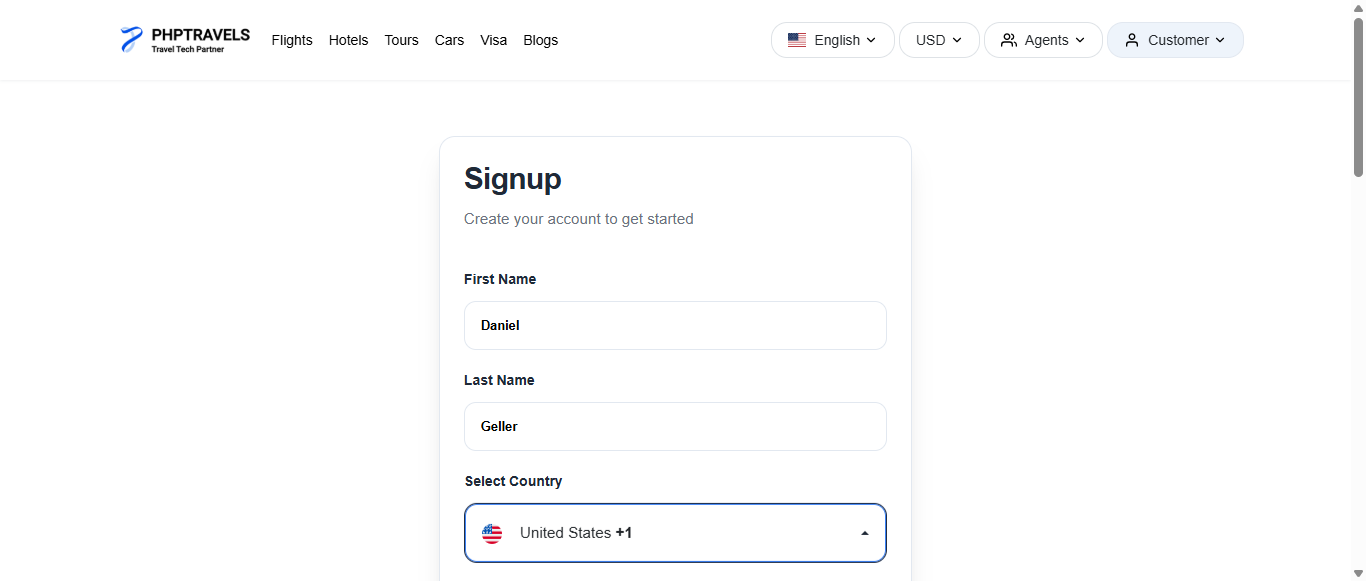 PHPTRAVELS
Travel Tech Partner
Flights Hotels Tours Cars Visa Blogs English USD Agents Customer
Signup
Create your account to get started
First Name
Daniel
Last Name
Geller
Select Country
United States +1